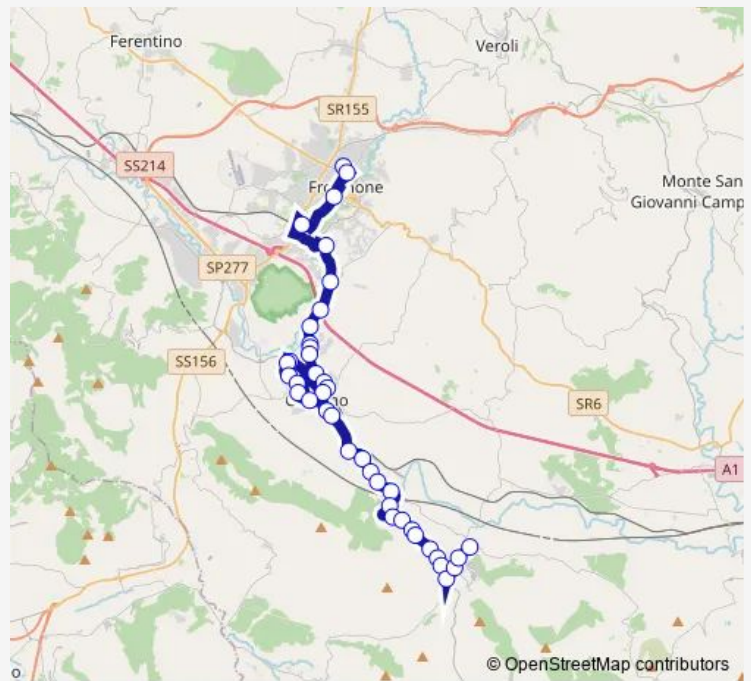 Ferentino
Veroli
SR155
SS214
Monte San
Giovanni Camp
SP277
SS156
SR6
A1
© OpenStreetMap contributors